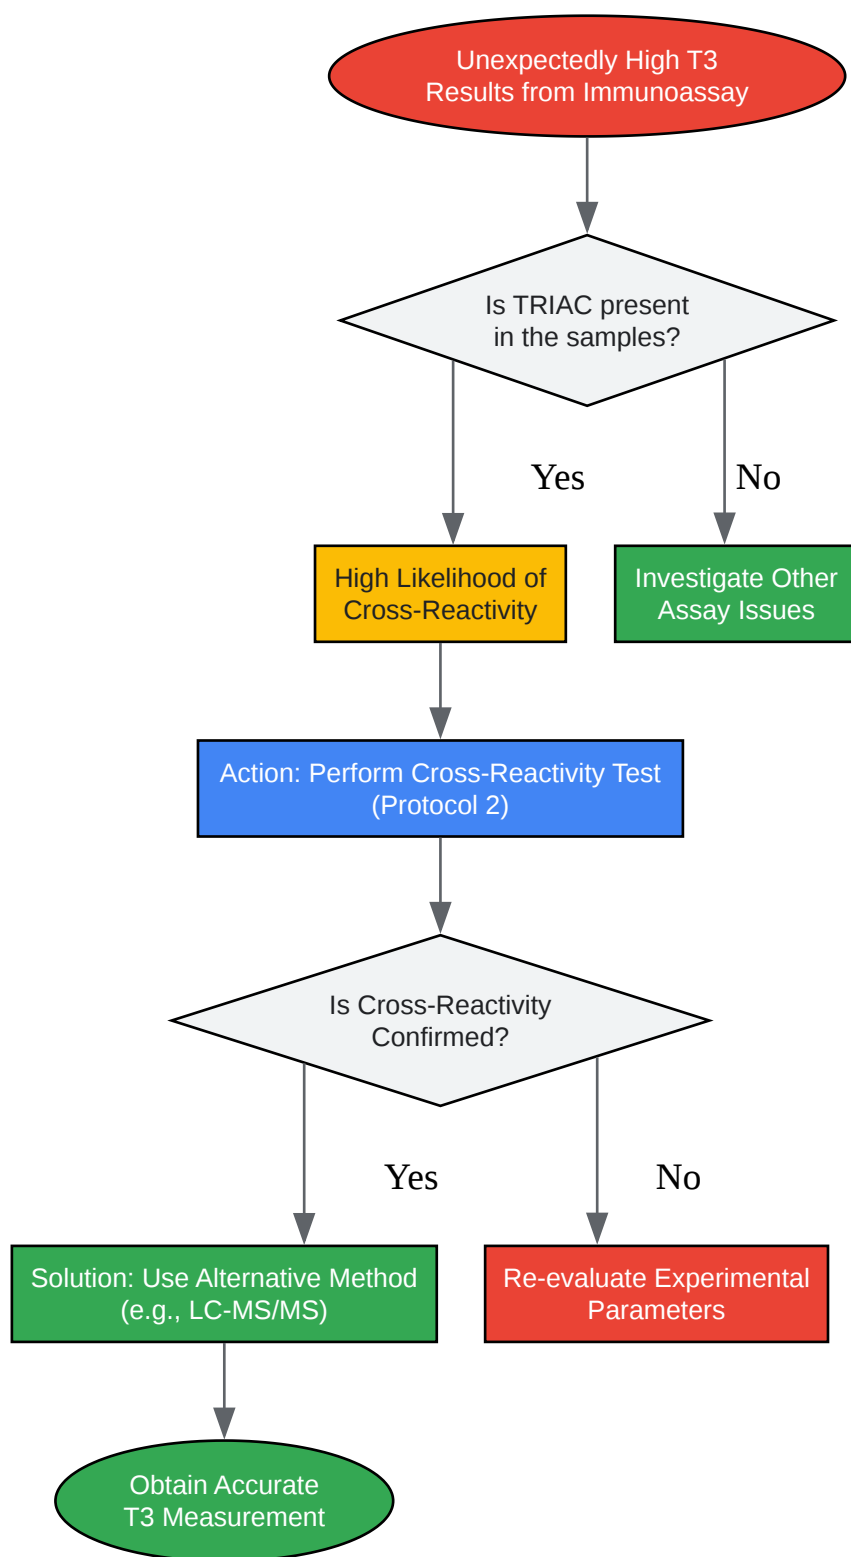 Unexpectedly High T3
Results from Immunoassay
Is TRIAC present
in the samples?
Yes
No
High Likelihood of
Cross-Reactivity
Investigate Other
Assay Issues
Action: Perform Cross-Reactivity Test
(Protocol 2)
Is Cross-Reactivity
Confirmed?
Yes
No
Solution: Use Alternative Method
(e.g., LC-MS/MS)
Re-evaluate Experimental
Parameters
Obtain Accurate
T3 Measurement